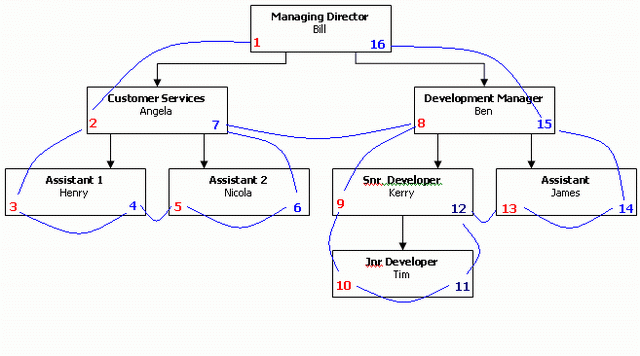 Managing Director
Bill
1
16
Customer Services
Angela
2
7
Development Manager
Ben
8
15
Assistant 1
Henry
3
4
Assistant 2
Nicola
5
6
Snr. Developer
Kerry
9
12
Assistant
James
13
14
Jnr Developer
Tim
10
11